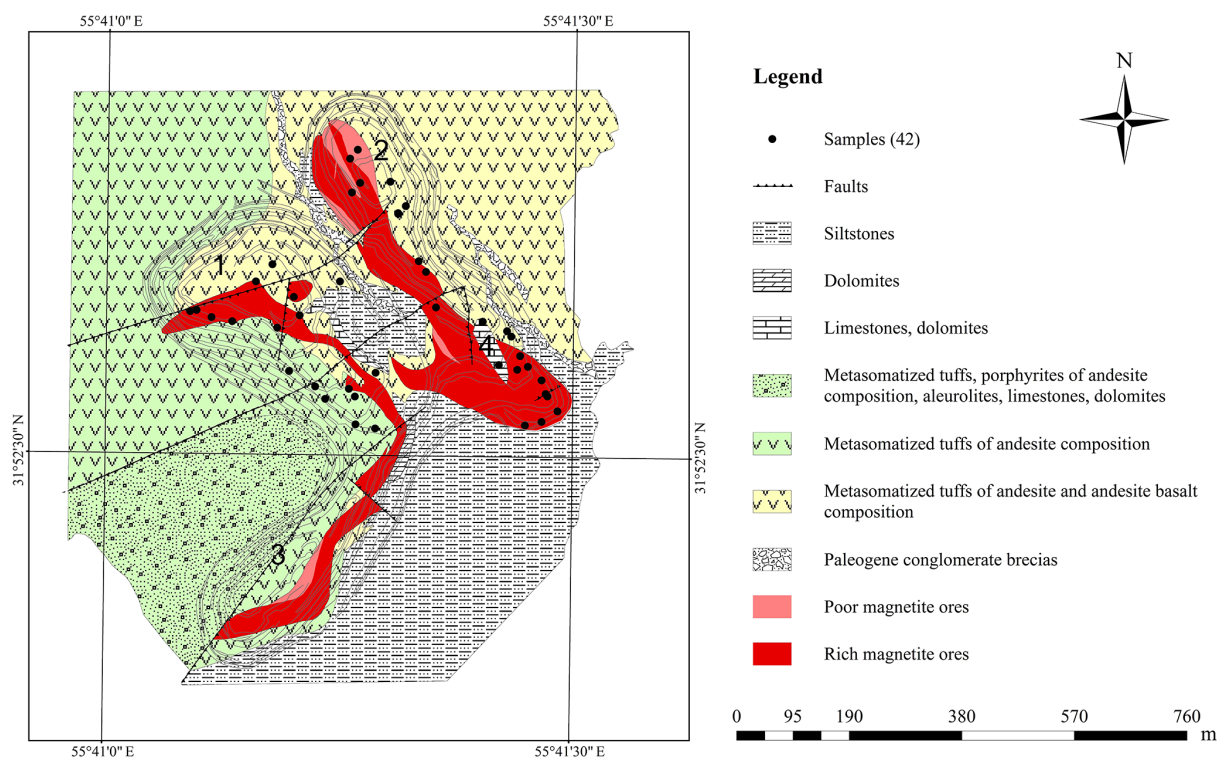 55°41'0" E
55°41'30" E
N
Legend
Samples (42)
Faults
Siltstones
Dolomites
Limestones, dolomites
Metasomatized tuffs, porphyrites of andesite
composition, aleurolites, limestones, dolomites
Metasomatized tuffs of andesite composition
Metasomatized tuffs of andesite and andesite basalt
composition
Paleogene conglomerate brecias
Poor magnetite ores
Rich magnetite ores
2
1
4
3
31°52'30" N
31°52'30" N
0 95 190 380 570 760
m
55°41'0" E
55°41'30" E